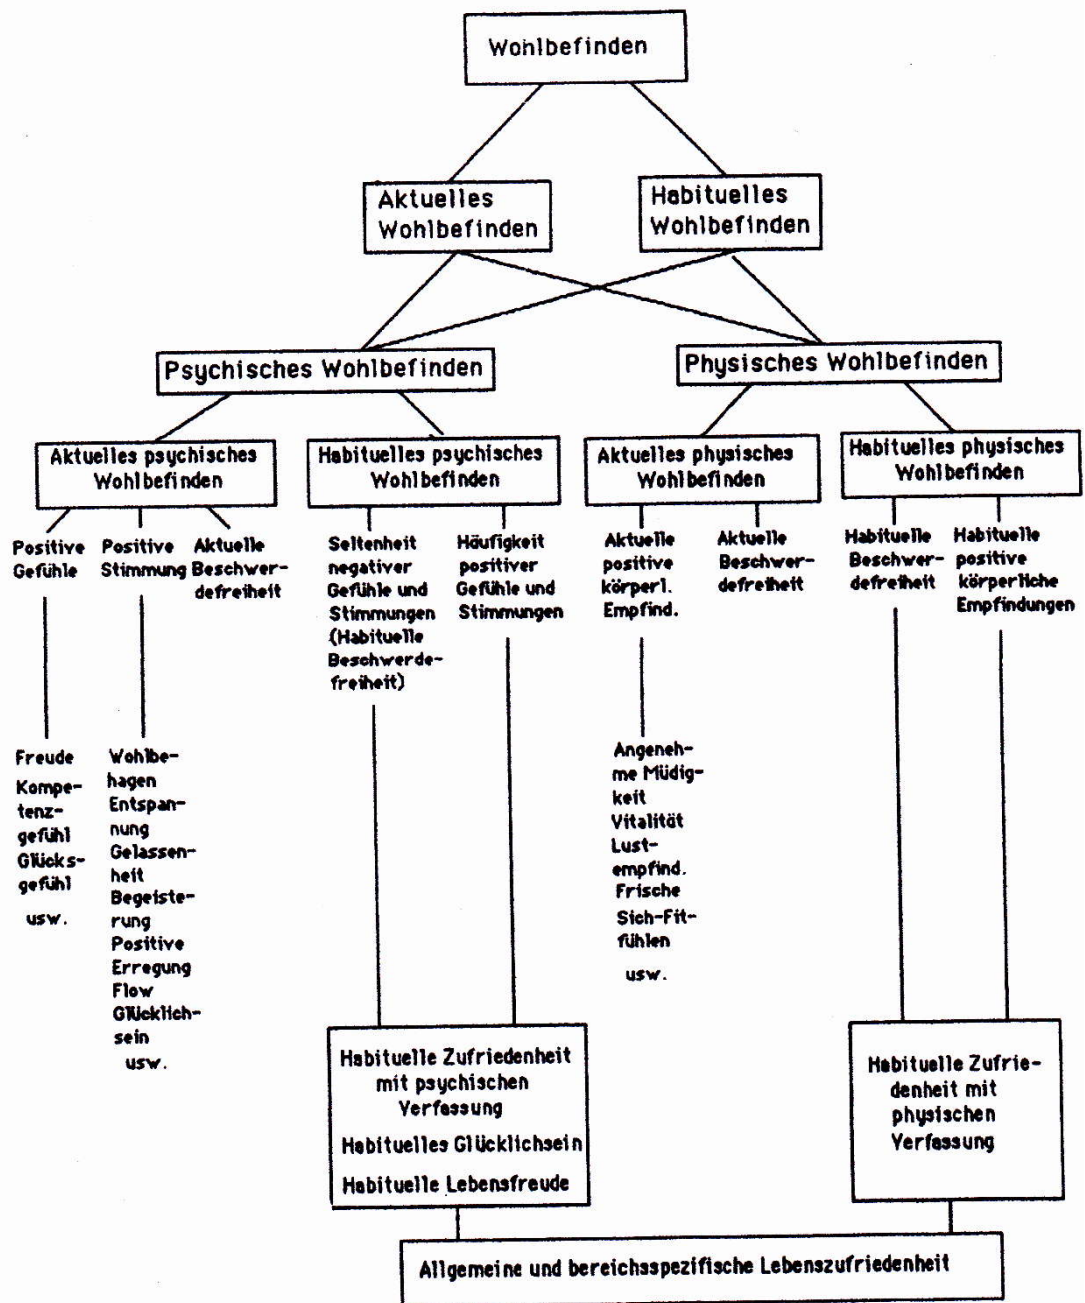 Wohlbefinden
Aktuelles
Wohlbefinden
Habituelles
Wohlbefinden
Psychisches Wohlbefinden
Physisches Wohlbefinden
Aktuelles psychisches
Wohlbefinden
Habituelles psychisches
Wohlbefinden
Aktuelles physisches
Wohlbefinden
Habituelles physisches
Wohlbefinden
Positive
Gefühle
Positive
Stimmung
Aktuelle
Beschwer-
defreiheit
Seltenheit
negativer
Gefühle und
Stimmungen
(Habituelle
Beschwerde-
freiheit)
Häufigkeit
positiver
Gefühle und
Stimmungen
Aktuelle
positive
körperl.
Empfind.
Aktuelle
Beschwer-
defreiheit
Habituelle
Beschwer-
defreiheit
Habituelle
positive
körperliche
Empfindungen
Freude
Kompe-
tenz-
gefühl
Glücks-
gefühl
usw.
Wohlbe-
hagen
Entspan-
nung
Gelassen-
heit
Begeiste-
rung
Positive
Erregung
Flow
Glücklich-
sein
usw.
Angeneh-
me Müdig-
keit
Vitalität
Lust-
empfind.
Frische
Sich-Fit-
fühlen
usw.
Habituelle Zufriedenheit
mit psychischen
Verfassung
Habituelles Glücklichsein
Habituelle Lebensfreude
Habituelle Zufrie-
denheit mit
physischen
Verfassung
Allgemeine und bereichsspezifische Lebenszufriedenheit